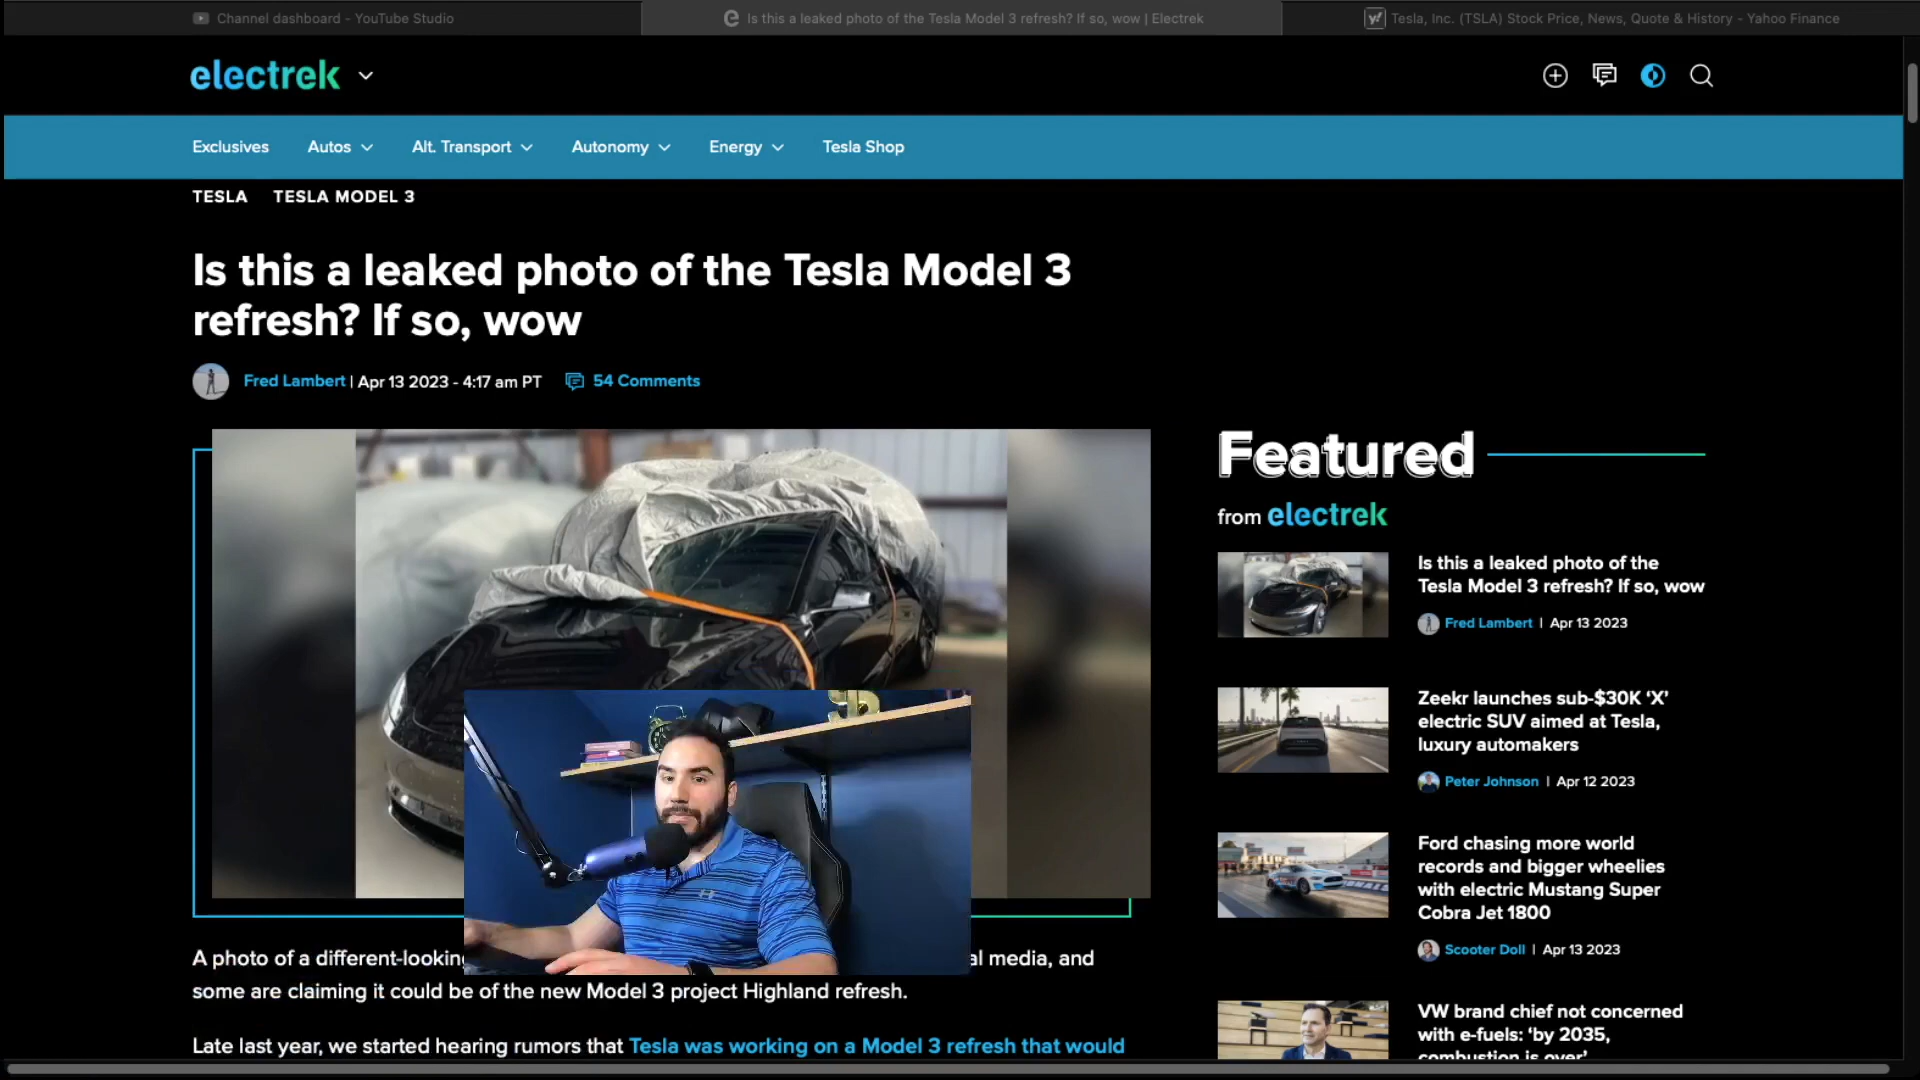 Channel dashboard - YouTube Studio
Is this a leaked photo of the Tesla Model 3 refresh? If so, wow | Electrek
Tesla, Inc. (TSLA) Stock Price, News, Quote & History - Yahoo Finance
electrek
Exclusives
Autos
Alt. Transport
Autonomy
Energy
Tesla Shop
TESLA
TESLA MODEL 3
Is this a leaked photo of the Tesla Model 3
refresh? If so, wow
Fred Lambert | Apr 13 2023 - 4:17 am PT
54 Comments
A photo of a different-lookin
al media, and
some are claiming it could be of the new Model 3 project Highland refresh.
Late last year, we started hearing rumors that Tesla was working on a Model 3 refresh that would
Featured
from electrek
Is this a leaked photo of the
Tesla Model 3 refresh? If so, wow
Fred Lambert | Apr 13 2023
Zeekr launches sub-$30K ‘X’
electric SUV aimed at Tesla,
luxury automakers
Peter Johnson | Apr 12 2023
Ford chasing more world
records and bigger wheelies
with electric Mustang Super
Cobra Jet 1800
Scooter Doll | Apr 13 2023
VW brand chief not concerned
with e-fuels: ‘by 2035,
combustion is over’